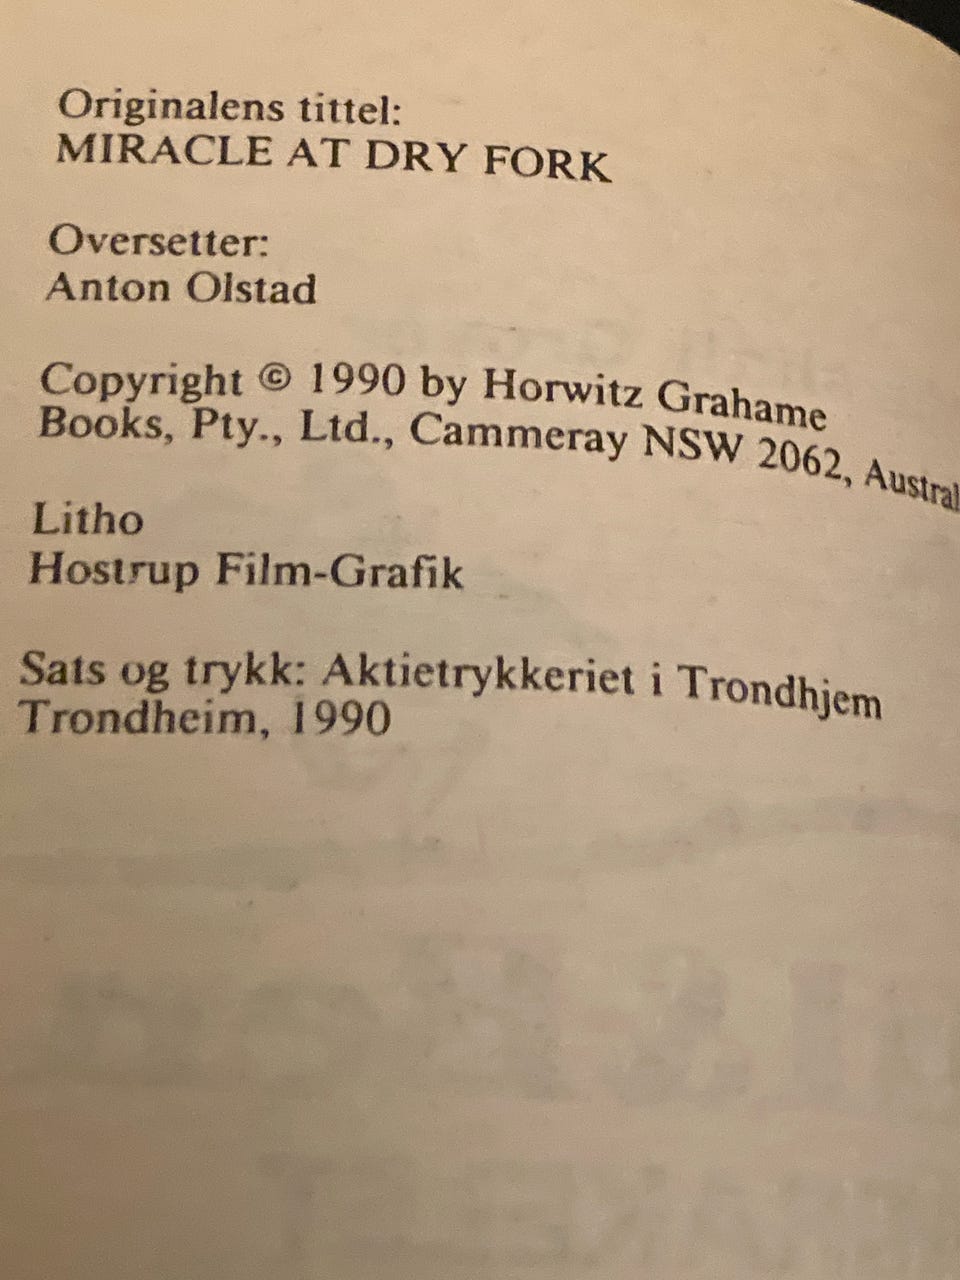 Originalens tittel:
MIRACLE AT DRY FORK
Oversetter:
Anton Olstad
Copyright © 1990 by Horwitz Grahame
Books, Pty., Ltd., Cammeray NSW 2062, Austral
Litho
Hostrup Film-Grafik
Sats og trykk: Aktietrykkeriet i Trondhjem
Trondheim, 1990